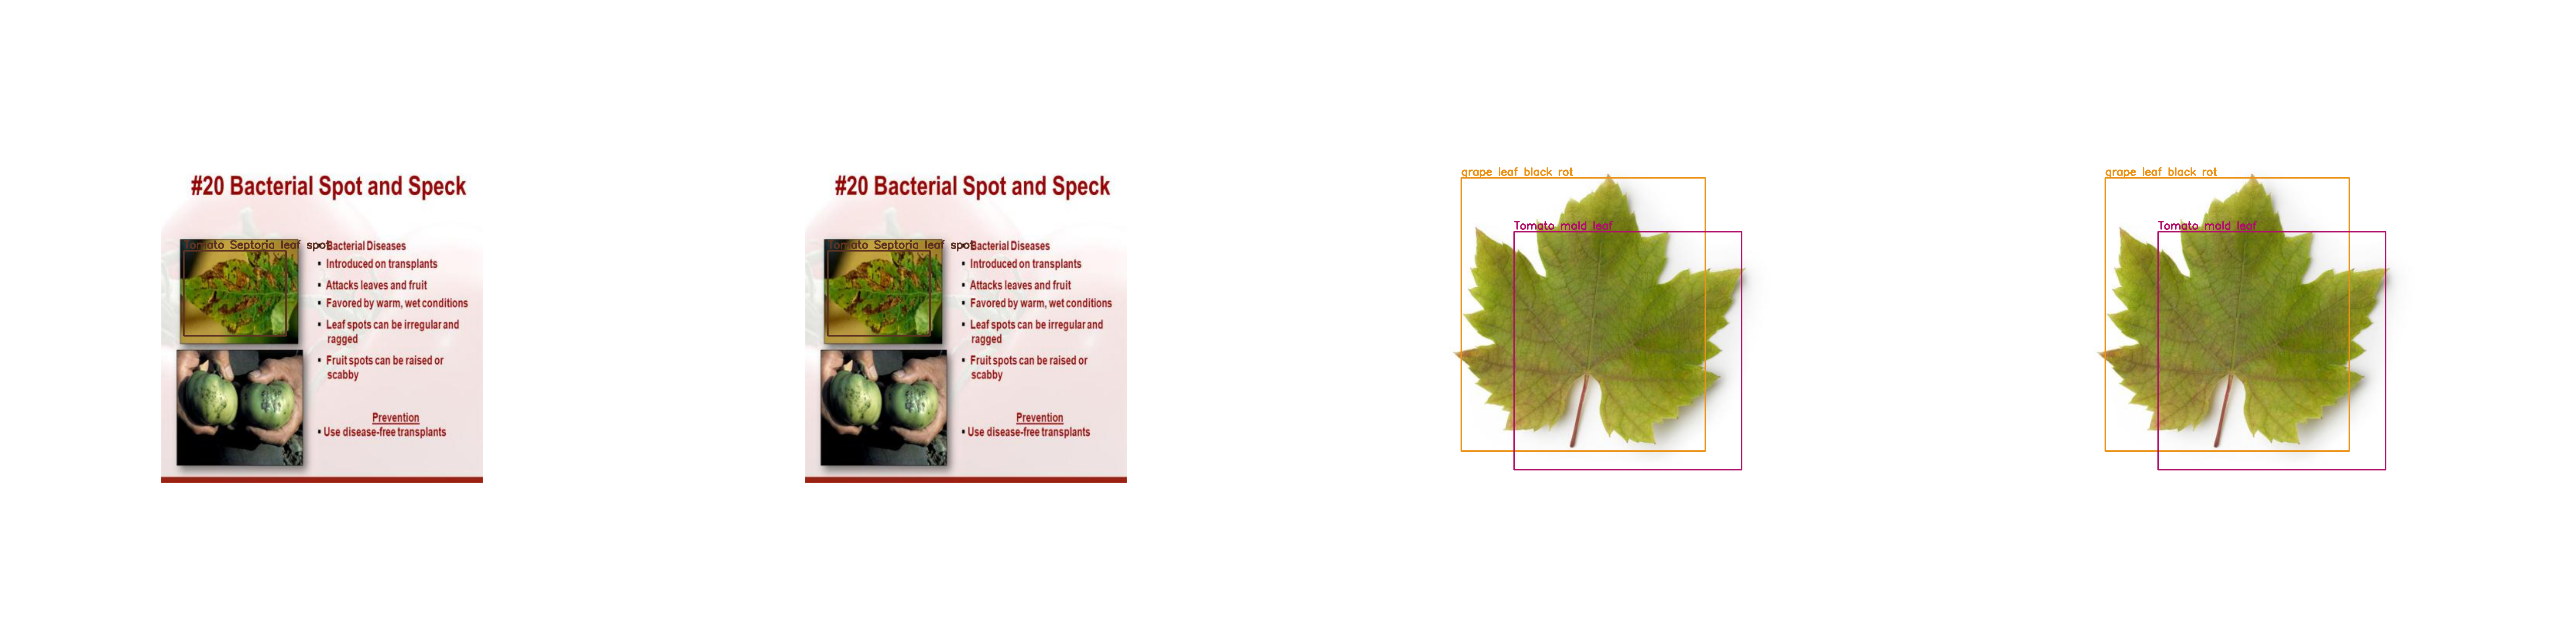 #20 Bacterial Spot and Speck
Tomato Septoria leaf spot
Bacterial Diseases
▪ Introduced on transplants
▪ Attacks leaves and fruit
▪ Favored by warm, wet conditions
▪ Leaf spots can be irregular and
ragged
▪ Fruit spots can be raised or
scabby
Prevention
▪ Use disease-free transplants
#20 Bacterial Spot and Speck
Tomato Septoria leaf spot
Bacterial Diseases
▪ Introduced on transplants
▪ Attacks leaves and fruit
▪ Favored by warm, wet conditions
▪ Leaf spots can be irregular and
ragged
▪ Fruit spots can be raised or
scabby
Prevention
▪ Use disease-free transplants
grape leaf black rot
Tomato mold leaf
grape leaf black rot
Tomato mold leaf